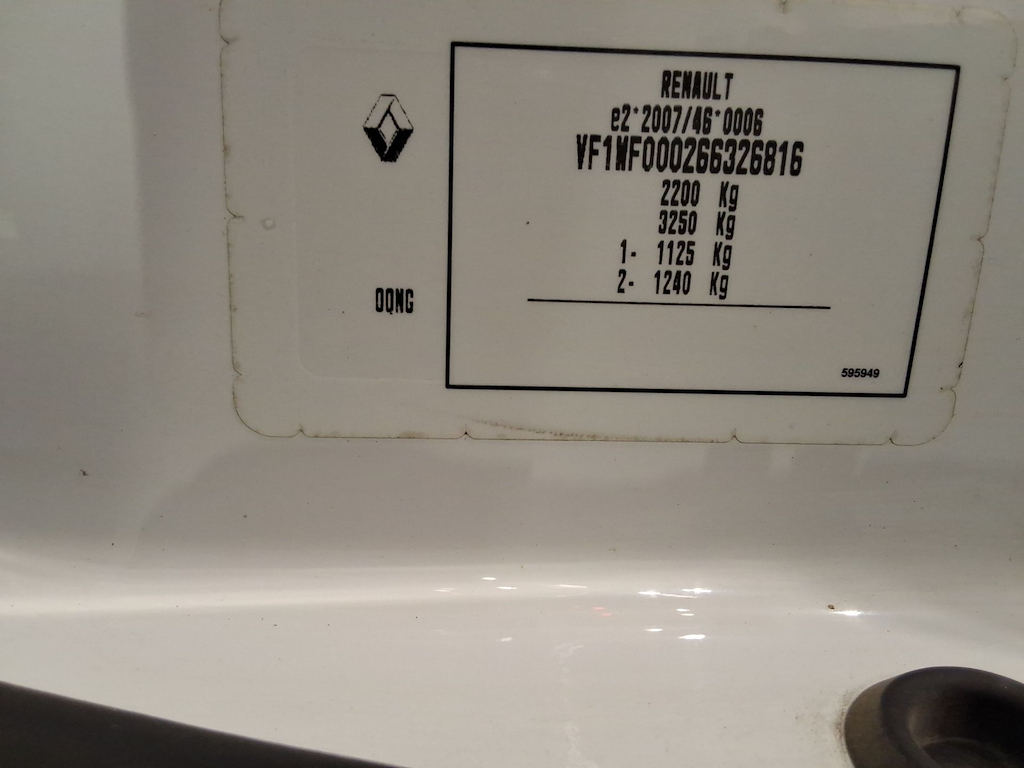 RENAULT
e2*2007/46*0006
VF1MF000266326816
2200 Kg
3250 Kg
1- 1125 Kg
2- 1240 Kg
0QNG
595949